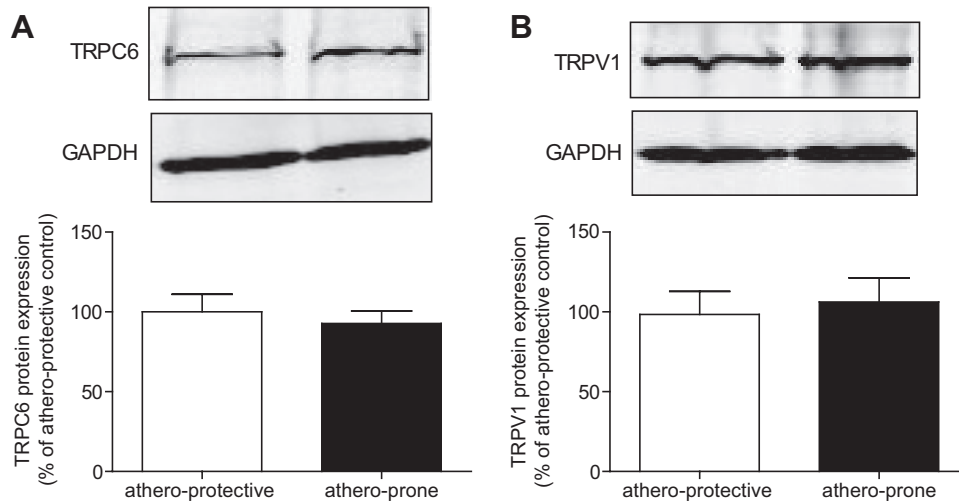 A
TRPC6
GAPDH
TRPC6 protein expression
(% of athero-protective control)
150
100
50
0
athero-protective athero-prone
B
TRPV1
GAPDH
TRPV1 protein expression
(% of athero-protective control)
150
100
50
0
athero-protective athero-prone